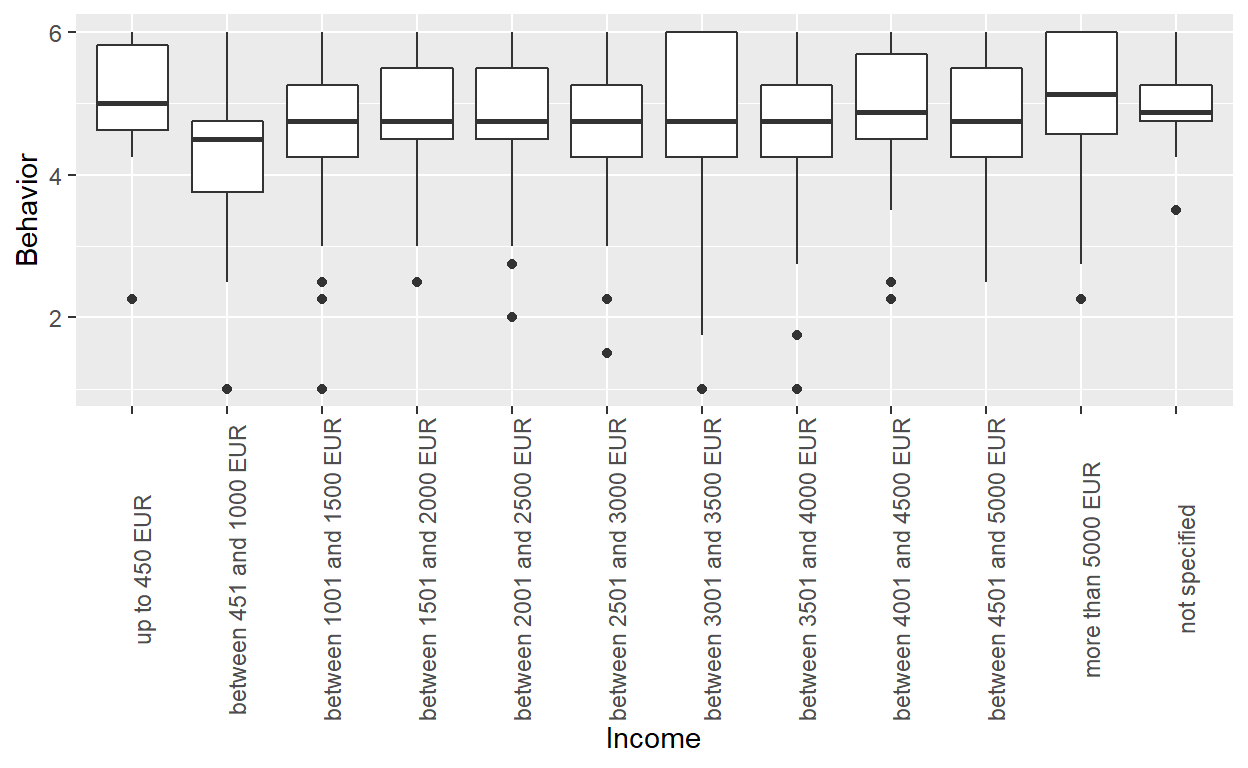 Behavior
6
4
2
up to 450 EUR
between 451 and 1000 EUR
between 1001 and 1500 EUR
between 1501 and 2000 EUR
between 2001 and 2500 EUR
between 2501 and 3000 EUR
between 3001 and 3500 EUR
between 3501 and 4000 EUR
between 4001 and 4500 EUR
between 4501 and 5000 EUR
more than 5000 EUR
not specified
Income